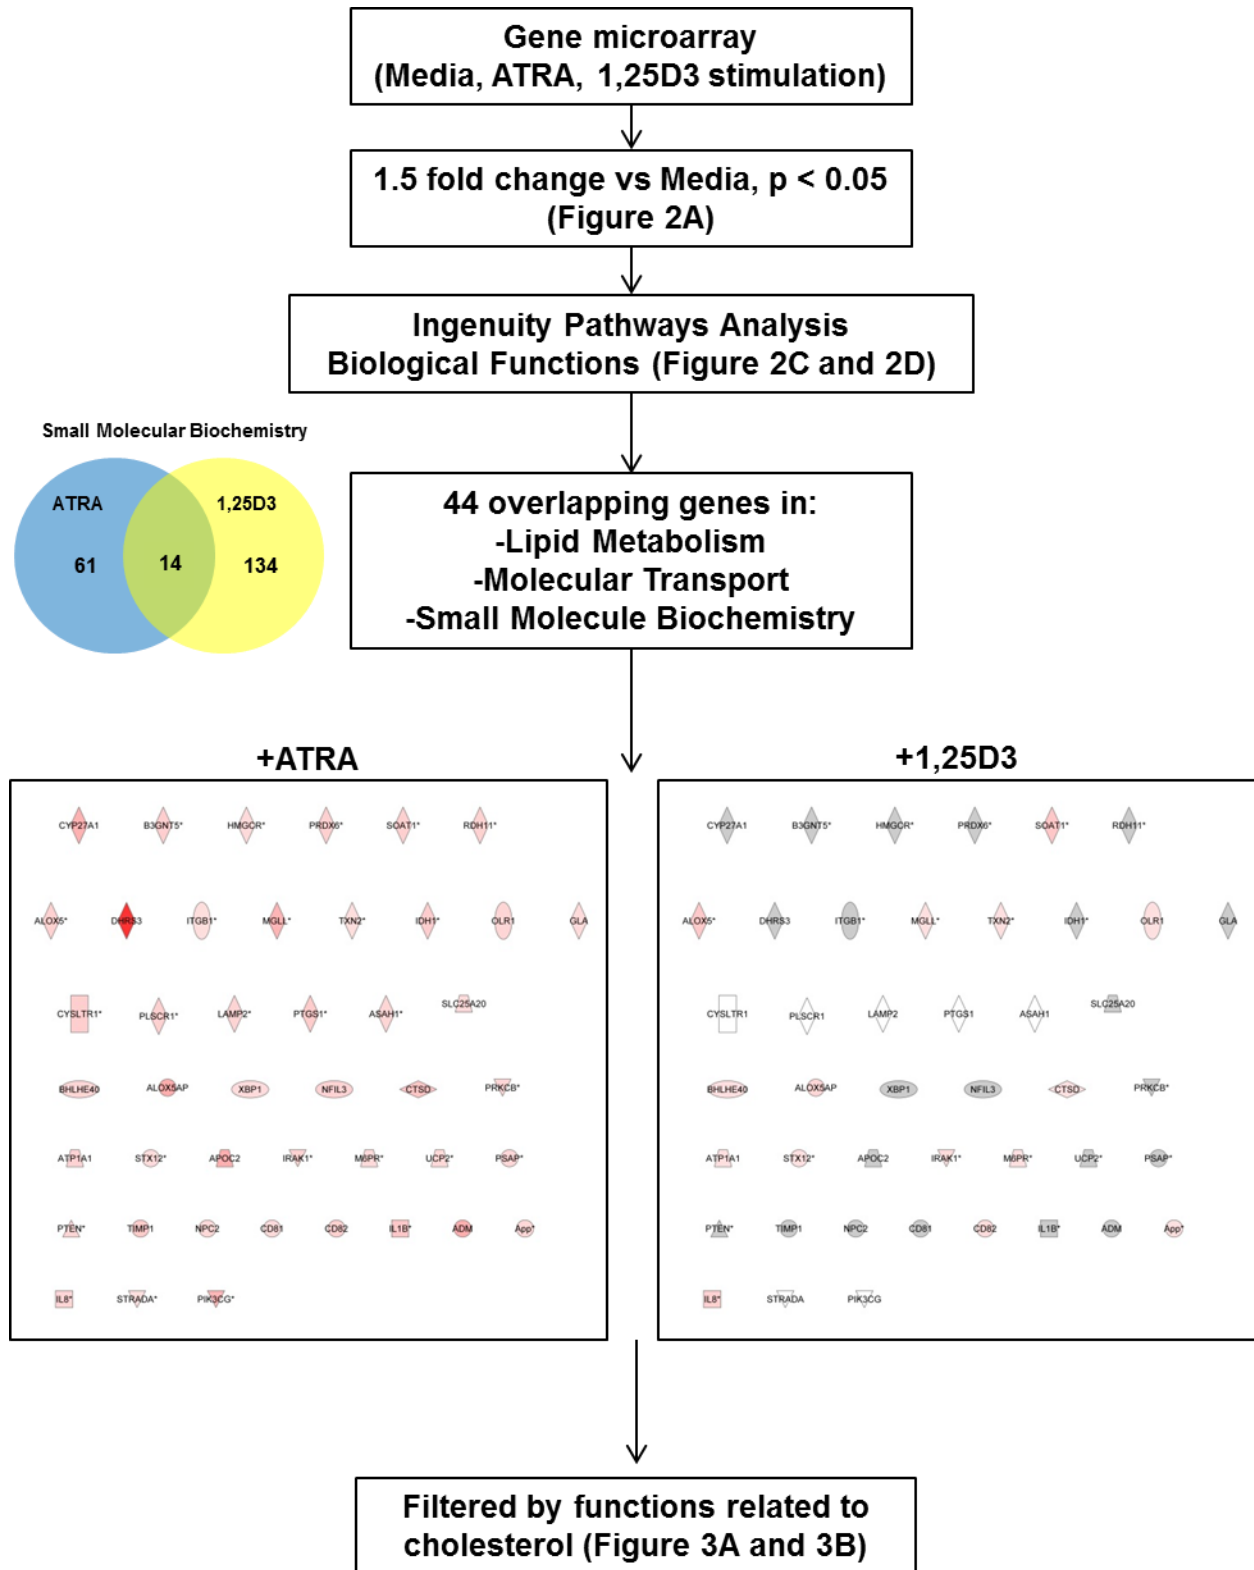 Gene microarray
(Media, ATRA, 1,25D3 stimulation)
1.5 fold change vs Media, p < 0.05
(Figure 2A)
Ingenuity Pathways Analysis
Biological Functions (Figure 2C and 2D)
Small Molecular Biochemistry
ATRA 1,25D3
61 14 134
44 overlapping genes in:
-Lipid Metabolism
-Molecular Transport
-Small Molecule Biochemistry
+ATRA
CYP27A1 B3GNT5* HMGCR* PRDX6* SOAT1* RDH11*
ALOX5* DHRS3 ITGB1* MGLL* TXN2* IDH1* OLR1 GLA
CYSLTR1* PLSCR1* LAMP2* PTGS1* ASAH1* SLC25A20
BHLHE40 ALOX5AP XBP1 NFIL3 CTSD PRKCB*
ATP1A1 STX12* APOC2 IRAK1* M6PR* UCP2* PSAP*
PTEN* TIMP1 NPC2 CD81 CD82 IL1B* ADM App*
IL8* STRADA* PIK3CG*
+1,25D3
CYP27A1 B3GNT5* HMGCR* PRDX6* SOAT1* RDH11*
ALOX5* DHRS3 ITGB1* MGLL* TXN2* IDH1* OLR1 GLA
CYSLTR1 PLSCR1 LAMP2 PTGS1 ASAH1 SLC25A20
BHLHE40 ALOX5AP XBP1 NFIL3 CTSD PRKCB*
ATP1A1 STX12* APOC2 IRAK1* M6PR* UCP2* PSAP*
PTEN* TIMP1 NPC2 CD81 CD82 IL1B* ADM App*
IL8* STRADA PIK3CG
Filtered by functions related to
cholesterol (Figure 3A and 3B)